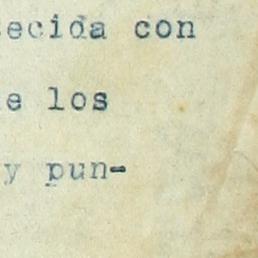 ecida con
e los
y pun-